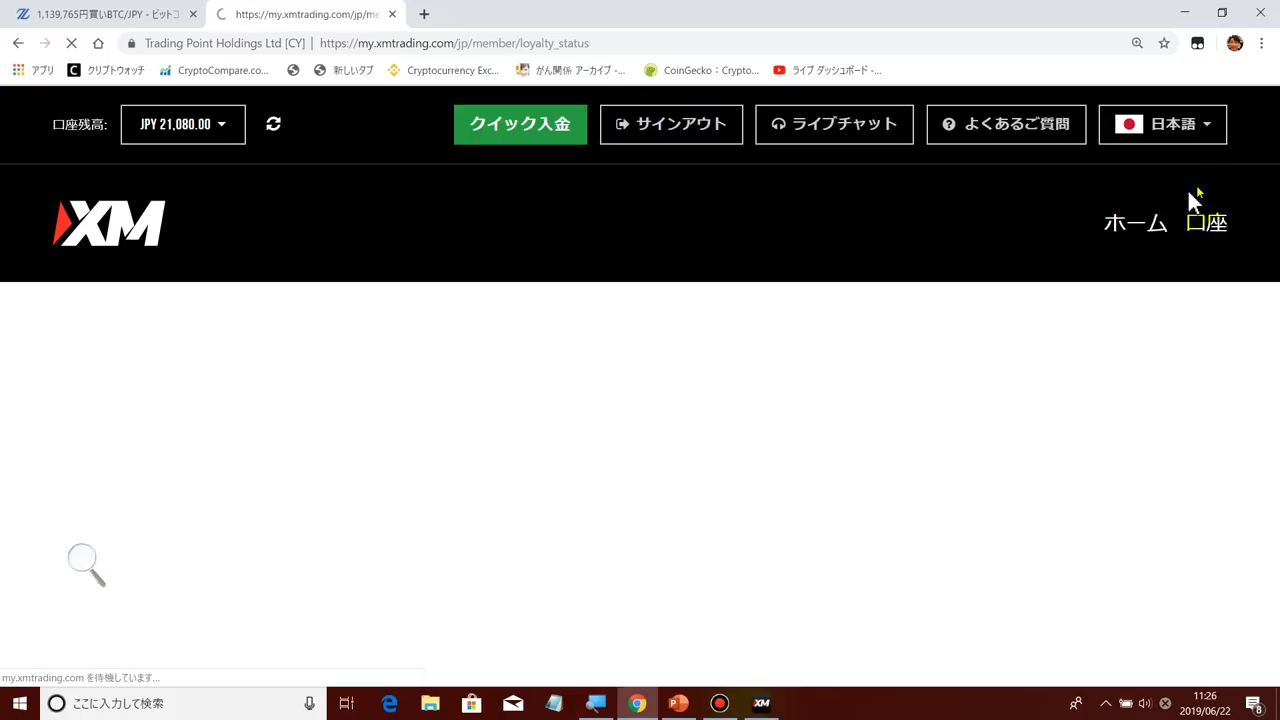 1,139,765円買いBTC/JPY - ビットコ
https://my.xmtrading.com/jp/me
Trading Point Holdings Ltd [CY] | https://my.xmtrading.com/jp/member/loyalty_status
アプリ クリプトウォッチ CryptoCompare.co... 新しいタブ Cryptocurrency Exc... がん関係 アーカイブ -... CoinGecko：Crypto... ライブ ダッシュボード -...
口座残高: JPY 21,080.00 クイック入金 サインアウト ライブチャット よくあるご質問 日本語
XM
ホーム 口座
my.xmtrading.com を待機しています...
ここに入力して検索
XM
11:26
2019/06/22
8